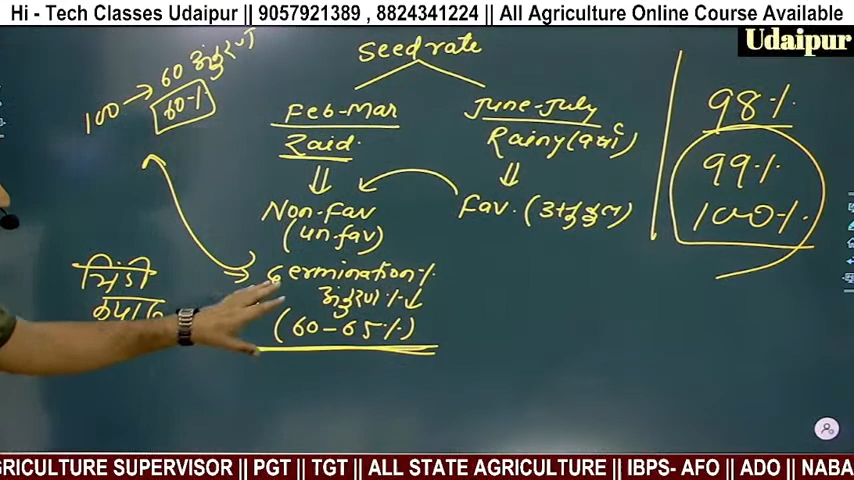 Hi - Tech Classes Udaipur || 9057921389 , 8824341224 || All Agriculture Online Course Available
Udaipur
Seed rate
100 → 60 अंकुरण
60%
Feb-Mar
June-July
98%
Zaid
Rainy (वर्षा)
99%
Non-Fav
Fav. (अनुकूल)
100%
(un-fav)
भिंडी
Germination %
कपास
अंकुरण % ↓
(60-65%)
GRICULTURE SUPERVISOR || PGT || TGT || ALL STATE AGRICULTURE || IBPS- AFO || ADO || NABA